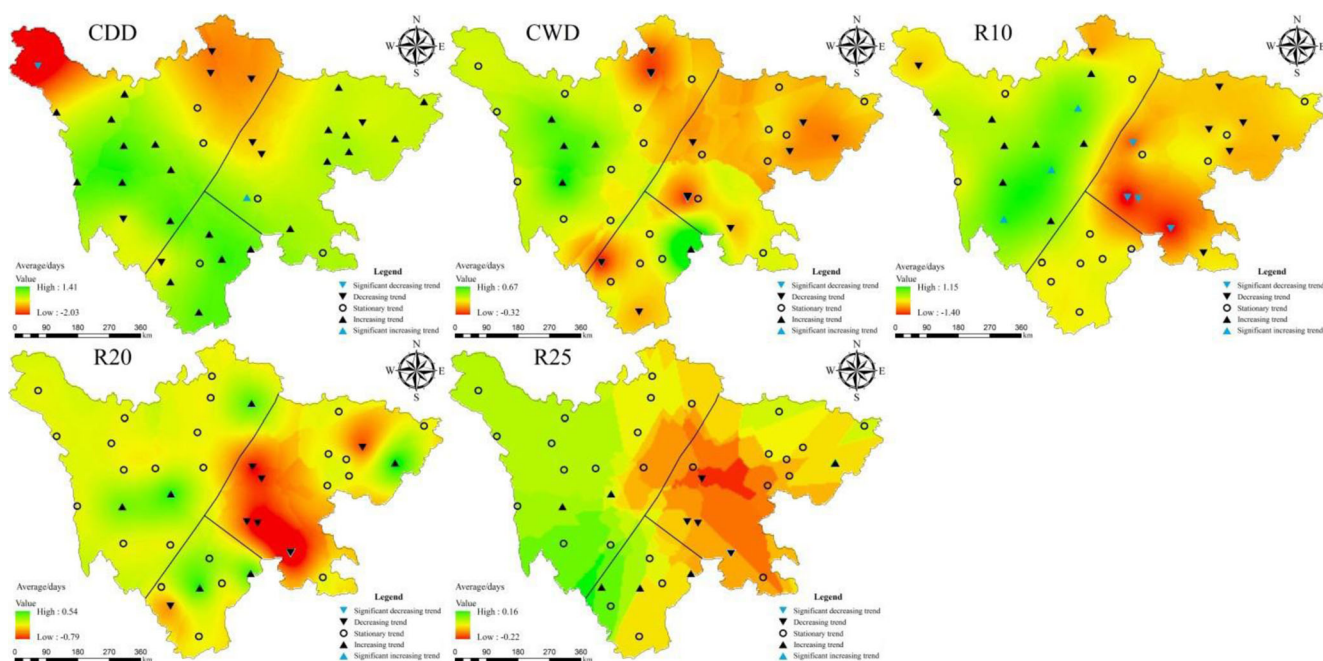 CDD
N
W E
S
Average/days
Value
High : 1.41
Low : -2.03
0 90 180 360
km
Legend
Significant decreasing trend
Decreasing trend
Stationary trend
Increasing trend
Significant increasing trend
CWD
N
W E
S
Average/days
Value
High : 0.67
Low : -0.32
0 90 180 360
km
Legend
Significant decreasing trend
Decreasing trend
Stationary trend
Increasing trend
Significant increasing trend
R10
N
W E
S
Average/days
Value
High : 1.15
Low : -1.40
0 90 180 360
km
Legend
Significant decreasing trend
Decreasing trend
Stationary trend
Increasing trend
Significant increasing trend
R20
N
W E
S
Average/days
Value
High : 0.54
Low : -0.79
0 90 180 360
km
Legend
Significant decreasing trend
Decreasing trend
Stationary trend
Increasing trend
Significant increasing trend
R25
N
W E
S
Average/days
Value
High : 0.16
Low : -0.22
0 90 180 360
km
Legend
Significant decreasing trend
Decreasing trend
Stationary trend
Increasing trend
Significant increasing trend